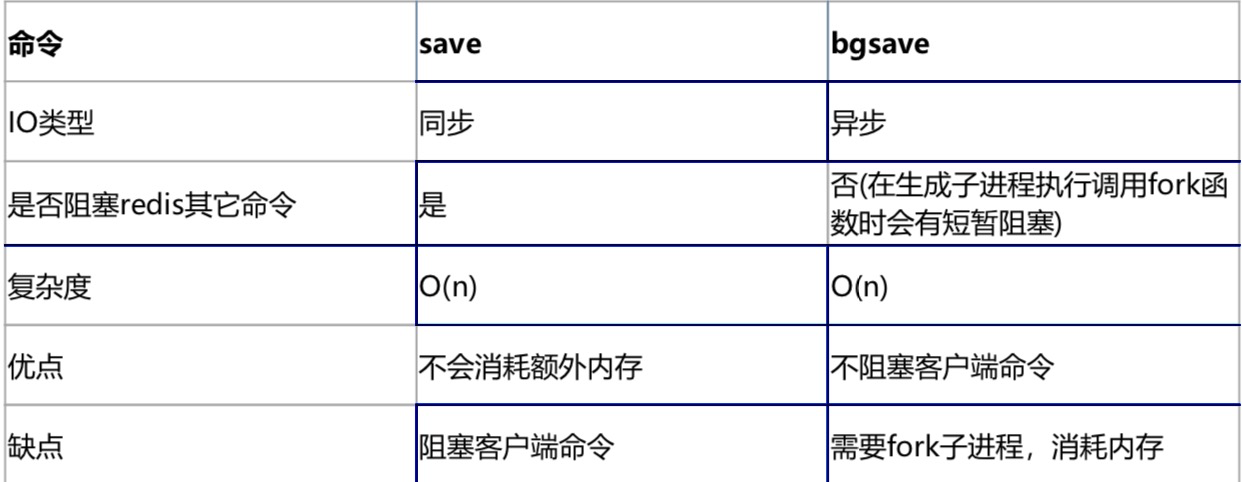 命令 save bgsave
IO类型 同步 异步
是否阻塞redis其它命令 是 否(在生成子进程执行调用fork函
数时会有短暂阻塞)
复杂度 O(n) O(n)
优点 不会消耗额外内存 不阻塞客户端命令
缺点 阻塞客户端命令 需要fork子进程，消耗内存